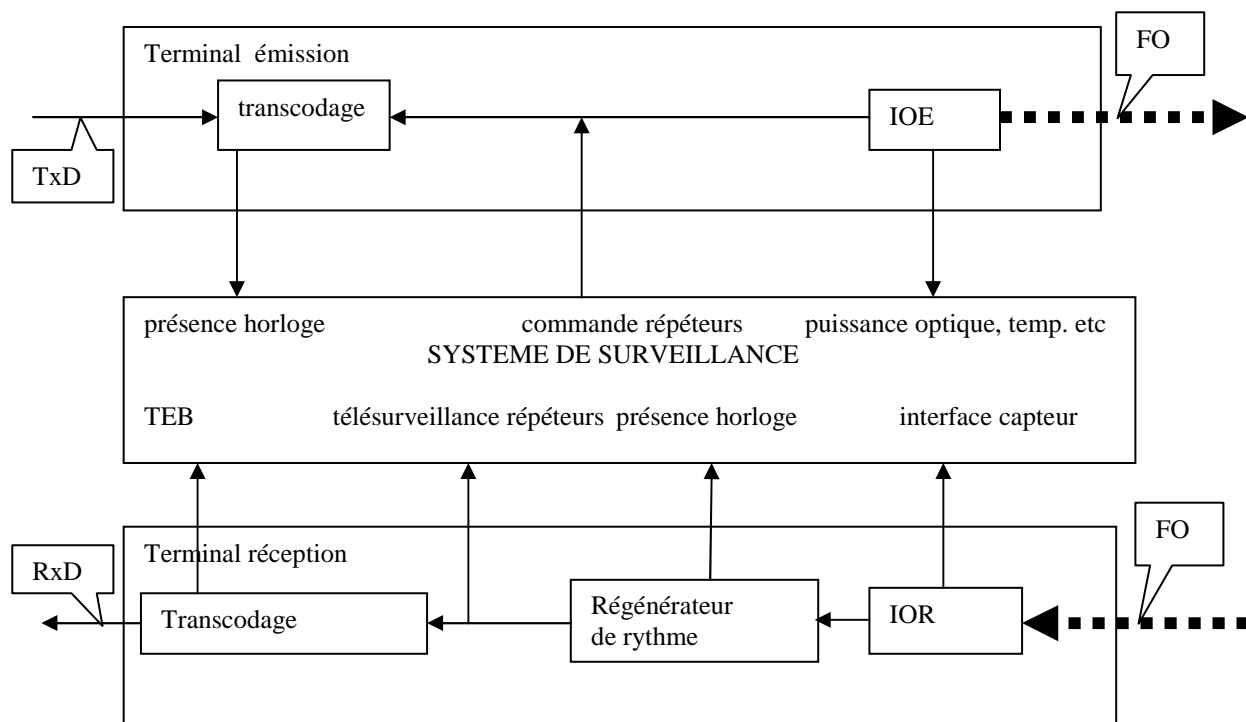 Terminal émission
FO
transcodage
IOE
TxD
présence horloge
commande répéteurs
puissance optique, temp. etc
SYSTEME DE SURVEILLANCE
TEB
télésurveillance répéteurs
présence horloge
interface capteur
Terminal réception
FO
RxD
Transcodage
Régénérateur
de rythme
IOR